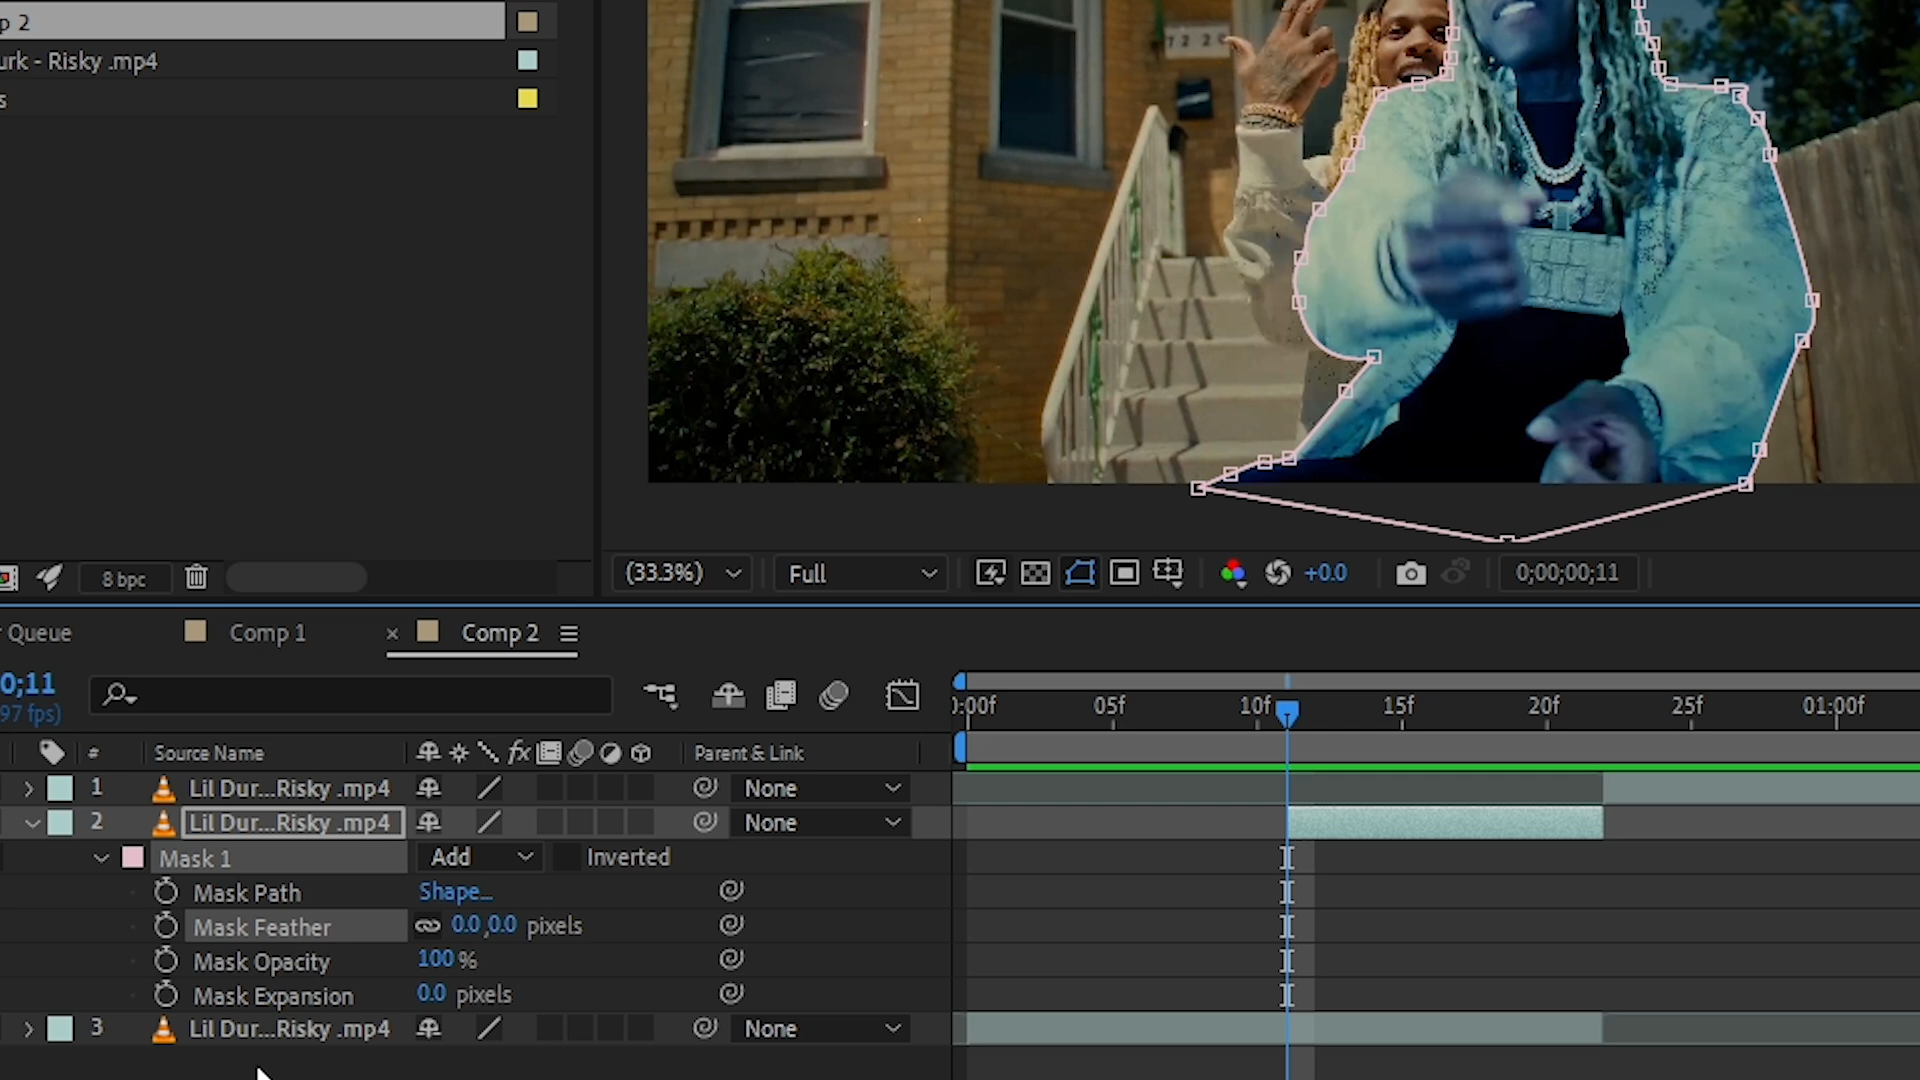 p 2
urk - Risky .mp4
s
72 20
8 bpc
(33.3%)
Full
+0.0
0;00;00;11
Queue
Comp 1
× Comp 2
0;11
97 fps)
):00f 05f 10f 15f 20f 25f 01:00f
# Source Name fx Parent & Link
1 Lil Dur...Risky .mp4 None
2 Lil Dur...Risky .mp4 None
Mask 1 Add Inverted
Mask Path Shape...
Mask Feather 0.0,0.0 pixels
Mask Opacity 100 %
Mask Expansion 0.0 pixels
3 Lil Dur...Risky .mp4 None